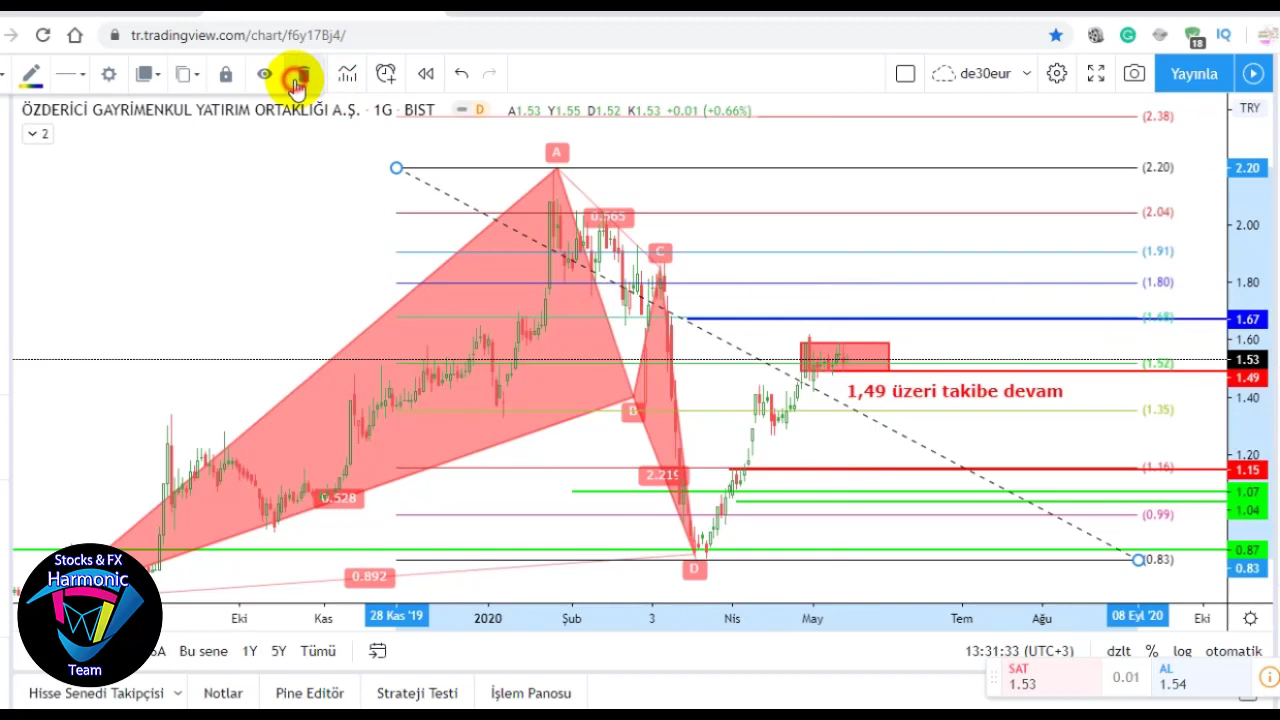 tr.tradingview.com/chart/f6y17Bj4/
18
IQ
de30eur
Yayınla
ÖZDERİCİ GAYRİMENKUL YATIRIM ORTAKLIĞI A.Ş. · 1G · BIST
D
A1.53 Y1.55 D1.52 K1.53 +0.01 (+0.66%)
TRY
2
(2.38)
A
(2.20)
2.20
0.565
(2.04)
2.00
C
(1.91)
(1.80)
1.80
(1.68)
1.67
1.60
1.53
(1.52)
1.49
1,49 üzeri takibe devam
1.40
(1.35)
1.20
(1.16)
1.15
2.219
0.528
1.07
1.04
(0.99)
0.87
(0.83)
0.83
D
0.892
Stocks & FX
Harmonic
Team
Eki
Kas
28 Kas '19
2020
Şub
3
Nis
May
Tem
Ağu
08 Eyl '20
Eki
Bu sene
1Y
5Y
Tümü
13:31:33 (UTC+3)
dzlt
%
log
otomatik
SAT
1.53
0.01
AL
1.54
Hisse Senedi Takipçisi
Notlar
Pine Editör
Strateji Testi
İşlem Panosu